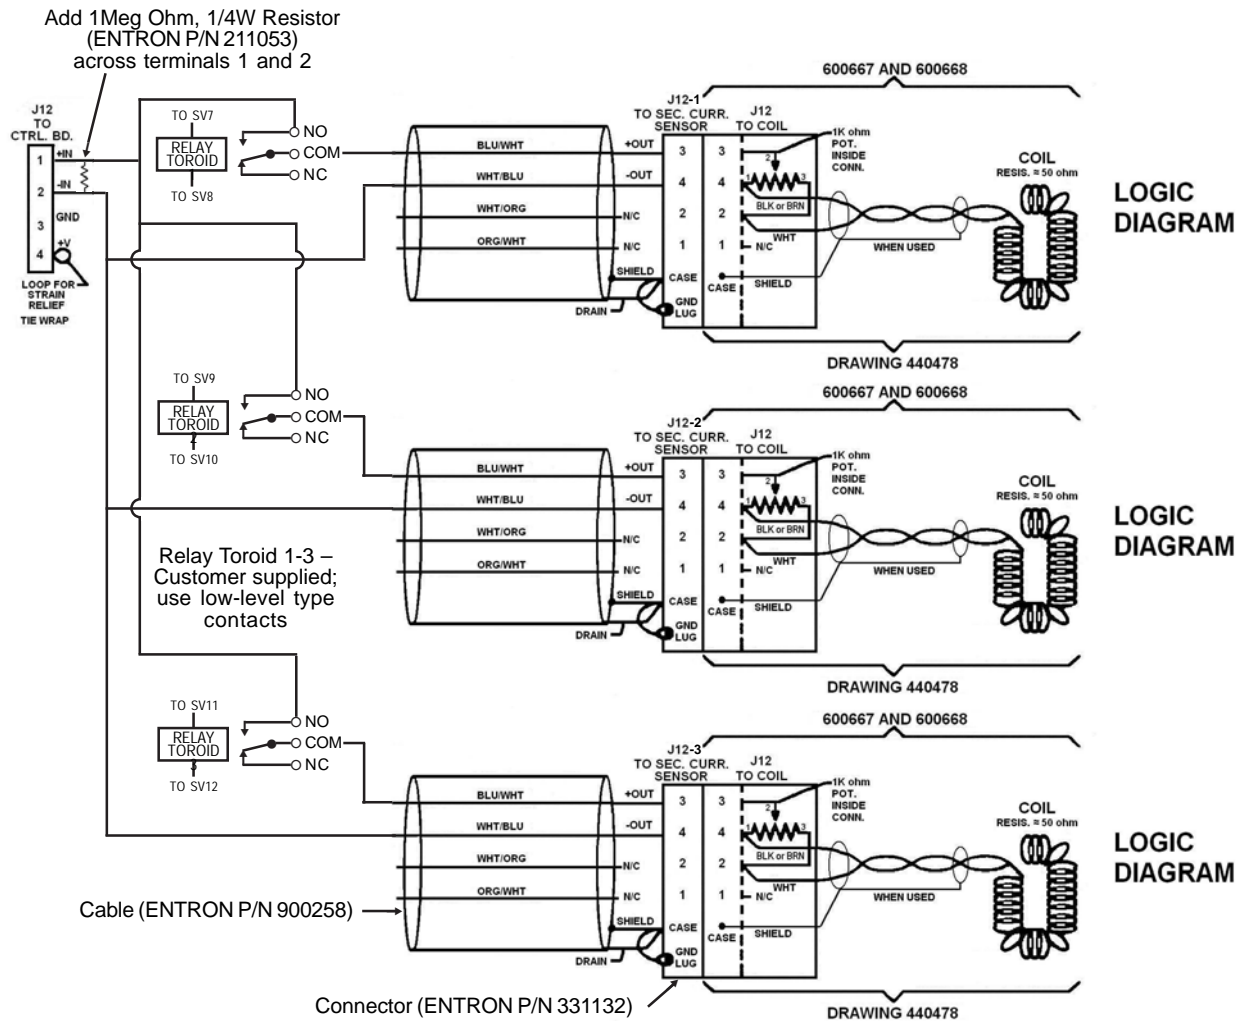 Add 1Meg Ohm, 1/4W Resistor
(ENTRON P/N 211053)
across terminals 1 and 2
J12
TO
CTRL. BD.
1 +IN
2 -IN
3 GND
4 +V
LOOP FOR
STRAIN
RELIEF
TIE WRAP
TO SV7
RELAY
TOROID
TO SV8
NO
COM
NC
BLU/WHT
WHT/BLU
WHT/ORG
ORG/WHT
+OUT
-OUT
N/C
N/C
SHIELD
DRAIN
600667 AND 600668
J12-1
TO SEC. CURR.
SENSOR
J12
TO COIL
3 3
4 4
2 2
1 1
CASE
CASE
GND
LUG
1K ohm
POT.
INSIDE
CONN.
1 2 3
BLK or BRN
WHT
N/C
SHIELD
WHEN USED
COIL
RESIS. ≈ 50 ohm
LOGIC
DIAGRAM
DRAWING 440478
TO SV9
RELAY
TOROID
2
TO SV10
NO
COM
NC
BLU/WHT
WHT/BLU
WHT/ORG
ORG/WHT
+OUT
-OUT
N/C
N/C
SHIELD
DRAIN
600667 AND 600668
J12-2
TO SEC. CURR.
SENSOR
J12
TO COIL
3 3
4 4
2 2
1 1
CASE
CASE
GND
LUG
1K ohm
POT.
INSIDE
CONN.
1 2 3
BLK or BRN
WHT
N/C
SHIELD
WHEN USED
COIL
RESIS. ≈ 50 ohm
LOGIC
DIAGRAM
DRAWING 440478
Relay Toroid 1-3 –
Customer supplied;
use low-level type
contacts
TO SV11
RELAY
TOROID
3
TO SV12
NO
COM
NC
BLU/WHT
WHT/BLU
WHT/ORG
ORG/WHT
+OUT
-OUT
N/C
N/C
SHIELD
DRAIN
600667 AND 600668
J12-3
TO SEC. CURR.
SENSOR
J12
TO COIL
3 3
4 4
2 2
1 1
CASE
CASE
GND
LUG
1K ohm
POT.
INSIDE
CONN.
1 2 3
BLK or BRN
WHT
N/C
SHIELD
WHEN USED
COIL
RESIS. ≈ 50 ohm
LOGIC
DIAGRAM
DRAWING 440478
Cable (ENTRON P/N 900258)
Connector (ENTRON P/N 331132)